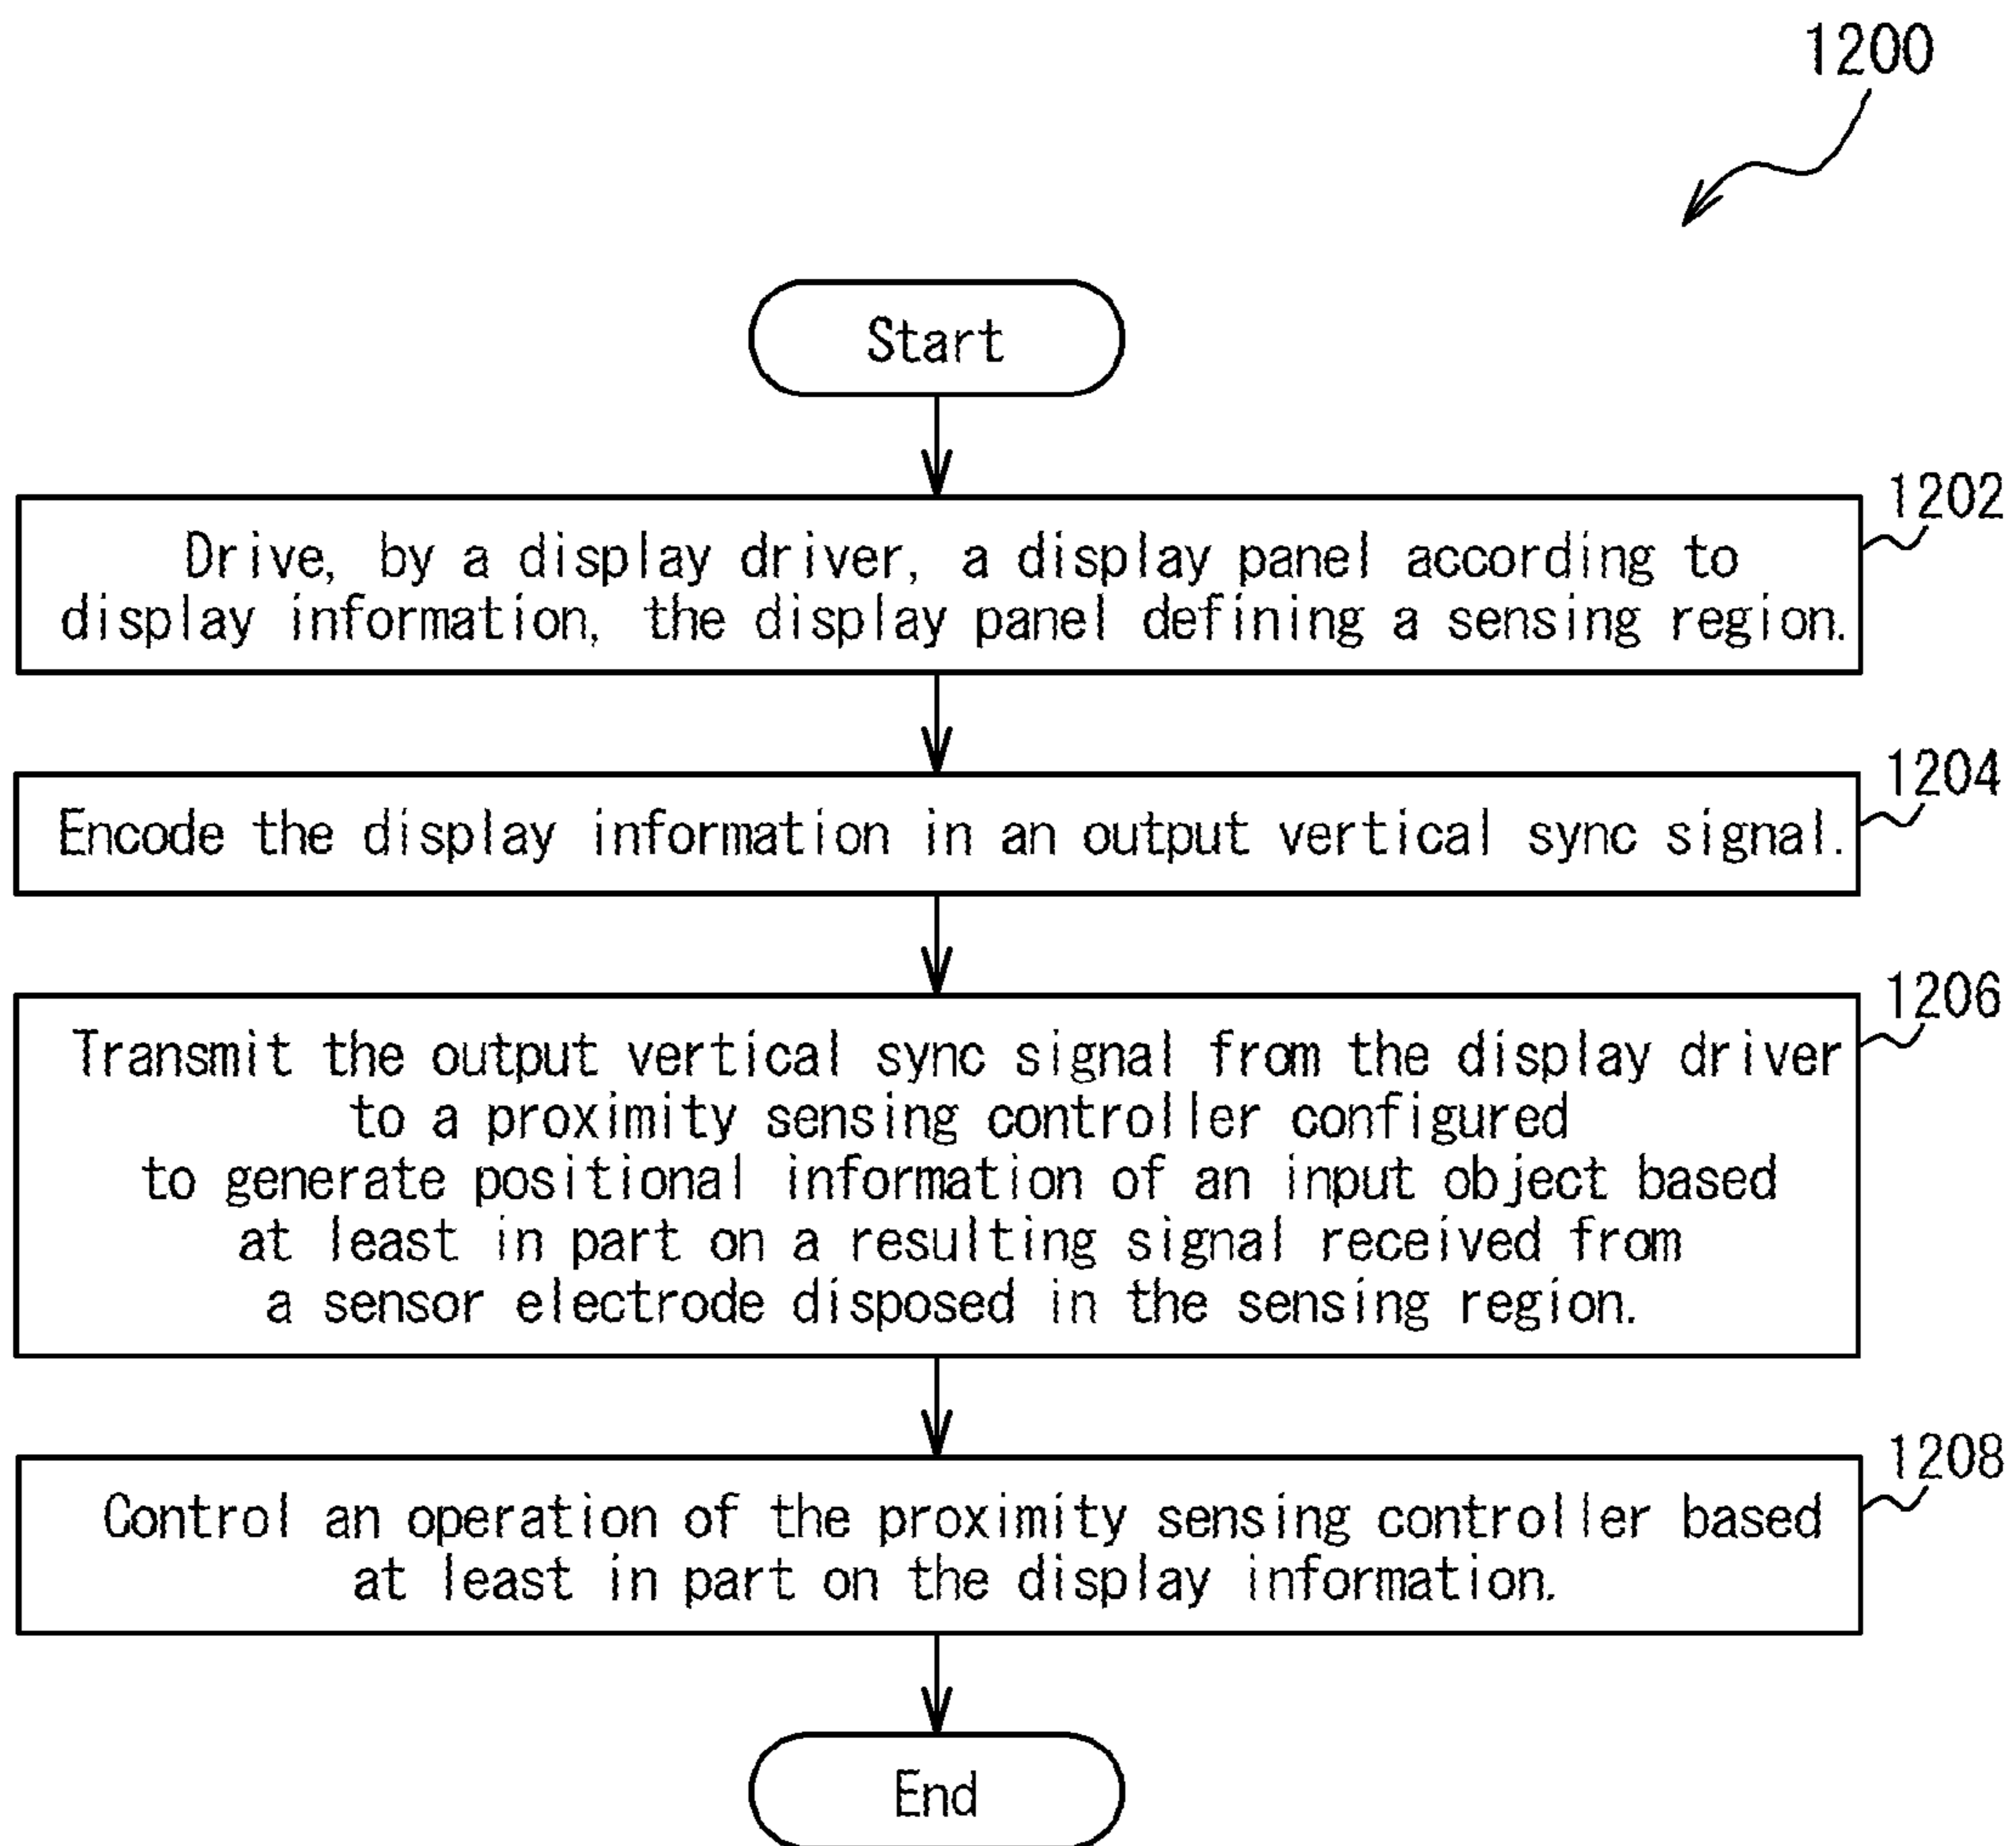 1200
Start
1202
Drive, by a display driver, a display panel according to
display information, the display panel defining a sensing region.
1204
Encode the display information in an output vertical sync signal.
1206
Transmit the output vertical sync signal from the display driver
to a proximity sensing controller configured
to generate positional information of an input object based
at least in part on a resulting signal received from
a sensor electrode disposed in the sensing region.
1208
Control an operation of the proximity sensing controller based
at least in part on the display information.
End